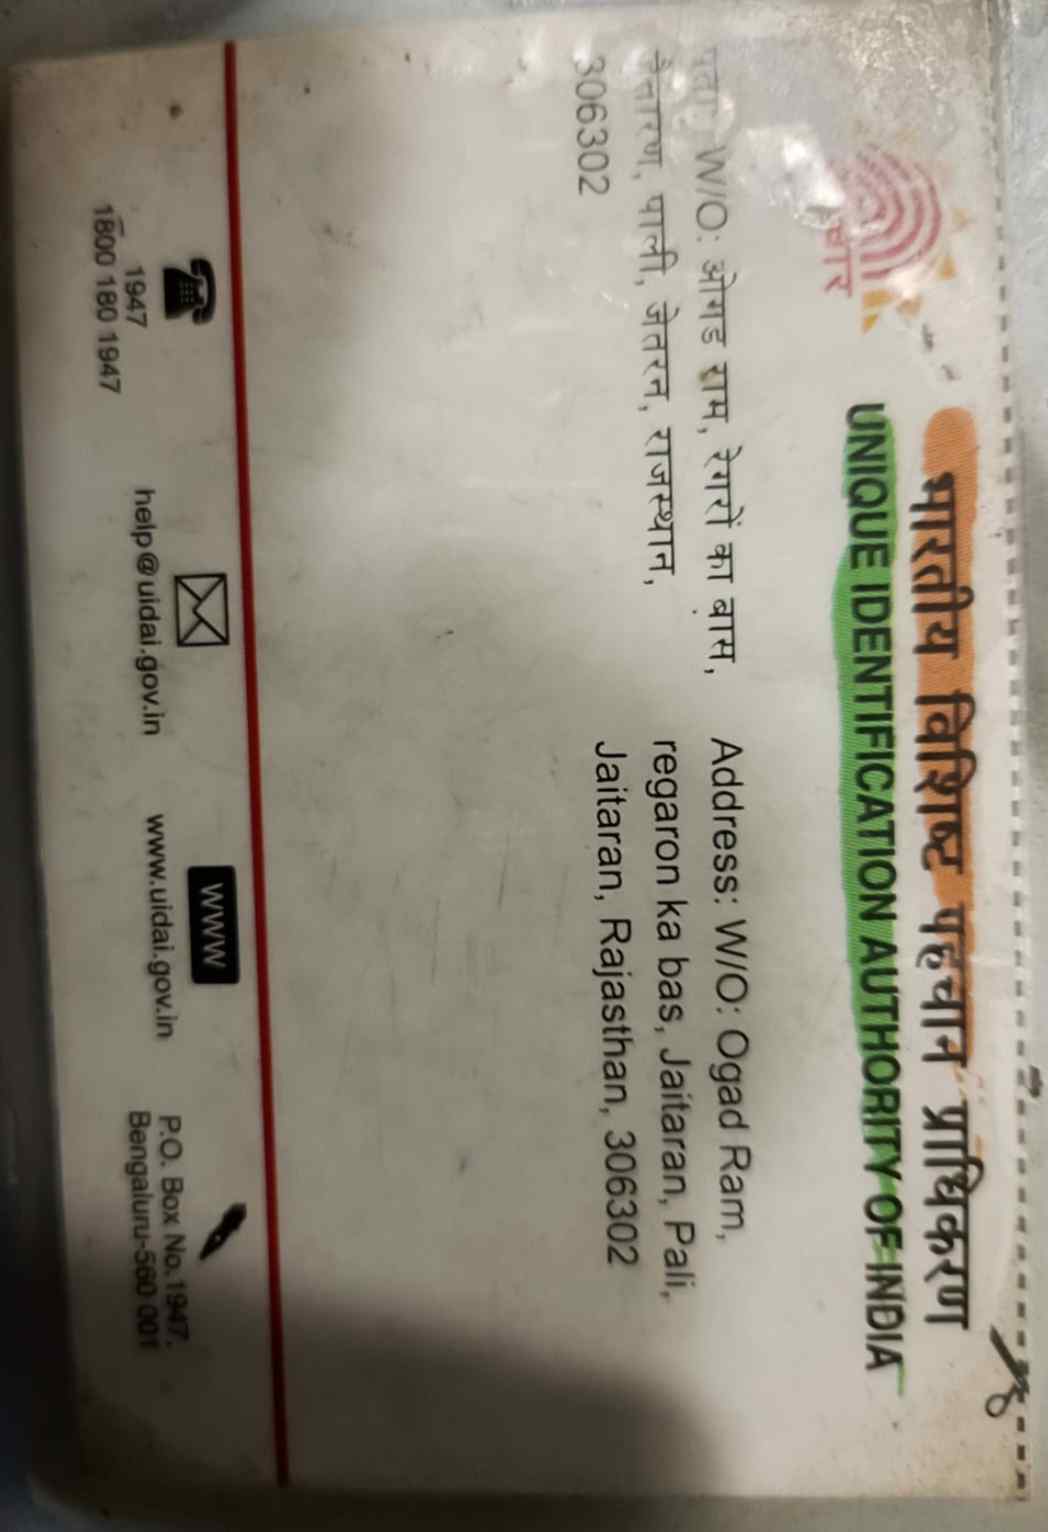 भारतीय विशिष्ट पहचान प्राधिकरण
UNIQUE IDENTIFICATION AUTHORITY OF INDIA
पता: W/O: ओगड राम, रेगरों का बास,
जैतारण, पाली, जेतरन, राजस्थान,
306302
Address: W/O: Ogad Ram,
regaron ka bas, Jaitaran, Pali,
Jaitaran, Rajasthan, 306302
1947
1800 180 1947
help@uidai.gov.in
WWW
www.uidai.gov.in
P.O. Box No.1947,
Bengaluru-560 001